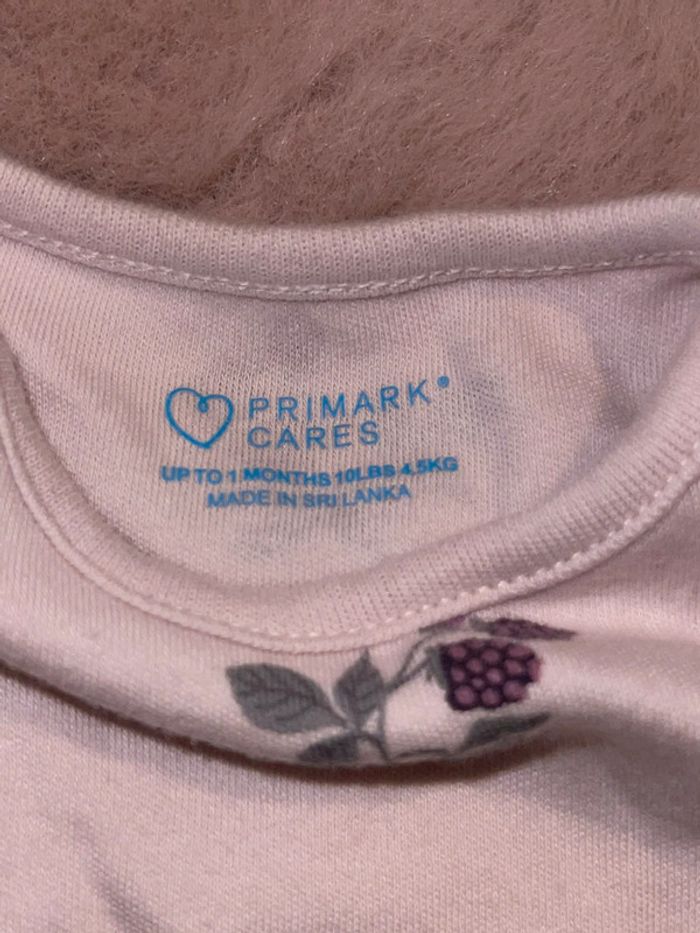 PRIMARK®
CARES
UP TO 1 MONTHS 10LBS 4.5KG
MADE IN SRI LANKA